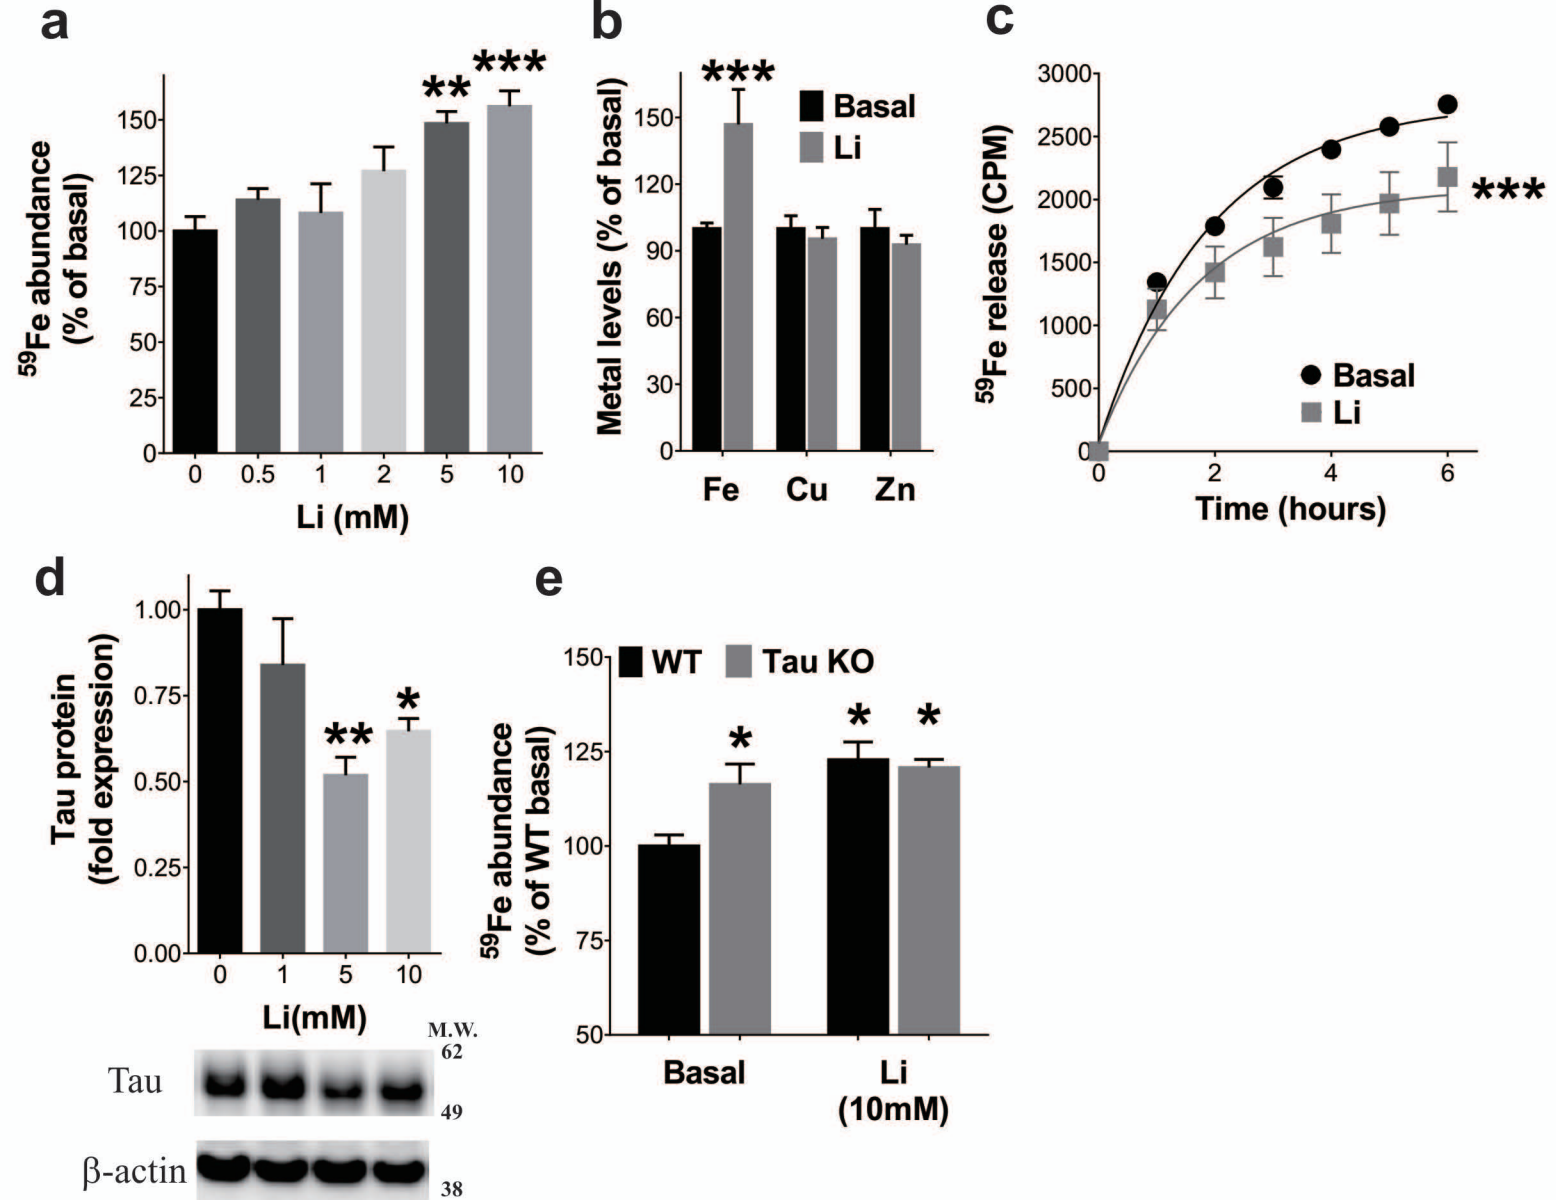 a
59Fe abundance
(% of basal)
150
125
100
75
50
25
0
** ***
0 0.5 1 2 5 10
Li (mM)
b
Metal levels (% of basal)
150
120
90
60
30
0
***
Basal
Li
Fe Cu Zn
c
59Fe release (CPM)
3000
2500
2000
1500
1000
500
0
***
Basal
Li
0 2 4 6
Time (hours)
d
Tau protein
(fold expression)
1.00
0.75
0.50
0.25
0.00
** *
0 1 5 10
Li(mM)
M.W.
62
Tau
49
β-actin
38
e
59Fe abundance
(% of WT basal)
150
125
100
75
50
WT Tau KO
* * *
Basal Li
(10mM)